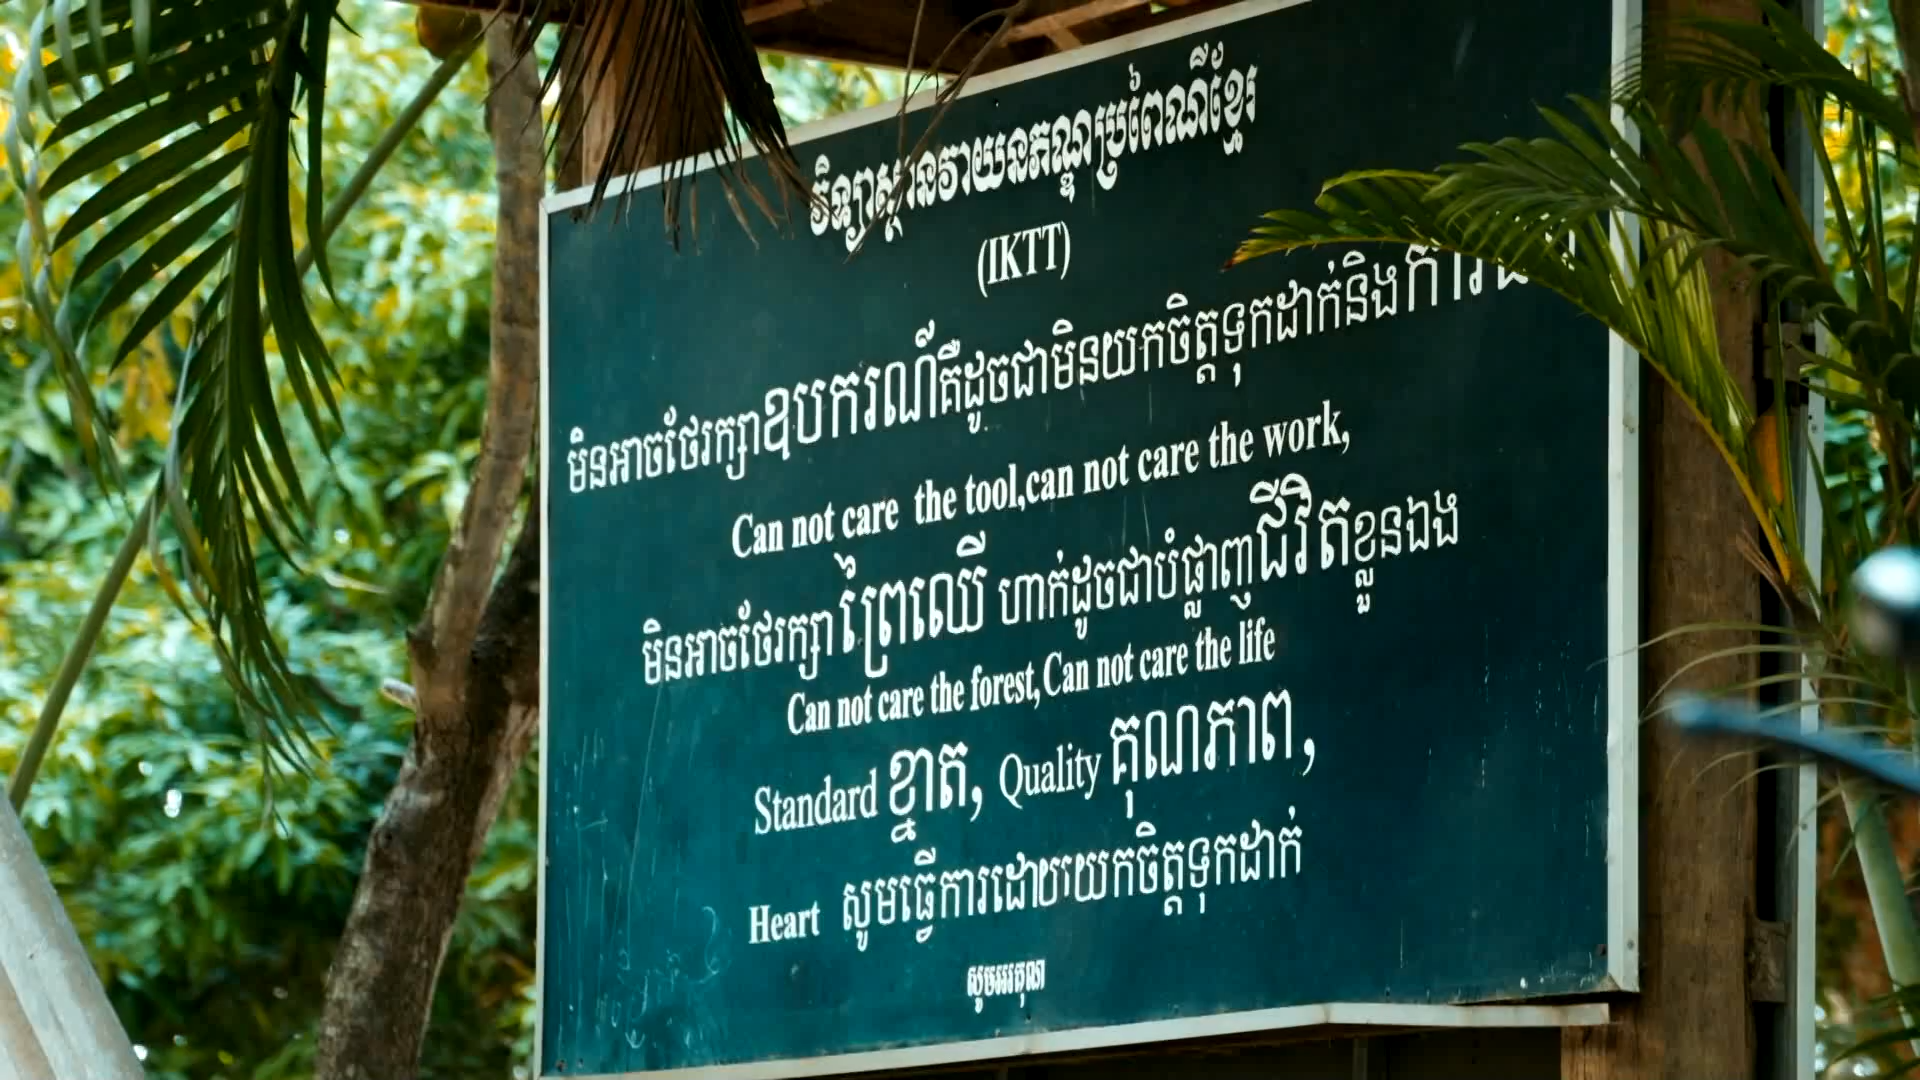 វិទ្យាស្ថានវាយនភណ្ឌប្រពៃណីខ្មែរ
(IKTT)
មិនអាចថែរក្សាឧបករណ៍គឺដូចជាមិនយកចិត្តទុកដាក់និង
Can not care the tool,can not care the work,
មិនអាចថែរក្សាព្រៃឈើ ហាក់ដូចជាបំផ្លាញជីវិតខ្លួនឯង
Can not care the forest,Can not care the life
Standard ខ្នាត, Quality គុណភាព,
Heart សូមធ្វើការដោយយកចិត្តទុកដាក់
សូមអរគុណ